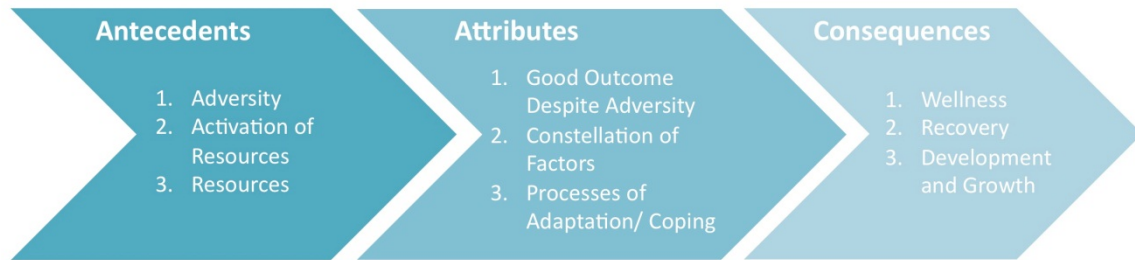 Antecedents
1. Adversity
2. Activation of
Resources
3. Resources
Attributes
1. Good Outcome
Despite Adversity
2. Constellation of
Factors
3. Processes of
Adaptation/ Coping
Consequences
1. Wellness
2. Recovery
3. Development
and Growth